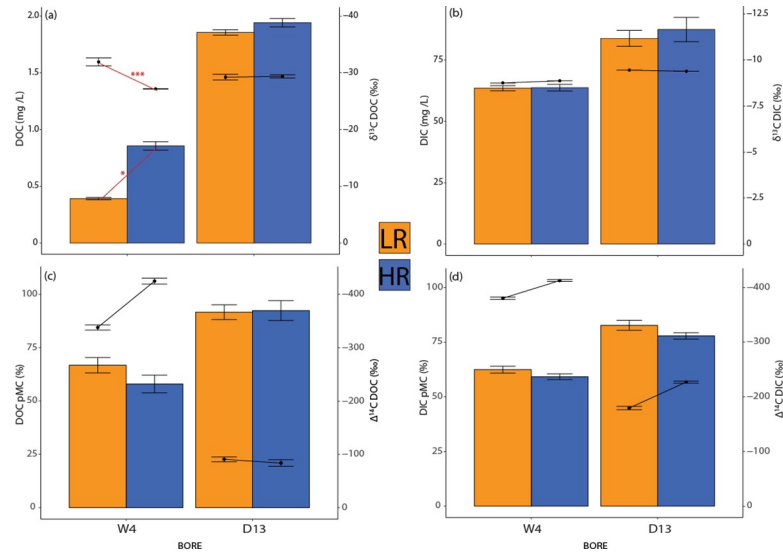 (a)
2.0
1.5
1.0
0.5
0
DOC (mg /L)
***
*
−40
−30
−20
−10
0
δ¹³C DOC (‰)
(b)
75
50
25
0
DIC (mg /L)
−12.5
−10
−7.5
−5
−2.5
0
δ¹³C DIC (‰)
LR
HR
(c)
100
75
50
25
0
DOC pMC (%)
−400
−300
−200
−100
0
Δ¹⁴C DOC (‰)
W4
D13
BORE
(d)
100
75
50
25
0
DIC pMC (%)
−400
−300
−200
−100
0
Δ¹⁴C DIC (‰)
W4
D13
BORE